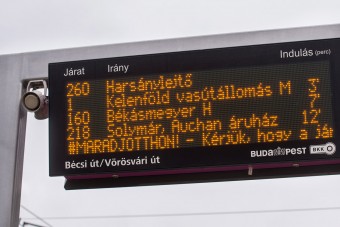 Járat Irány Indulás (perc)
260 Harsánylejtő 3'
1 Kelenföld vasútállomás M 7'
160 Békásmegyer H
218 Solymár, Auchan áruház 12'
#MARADJOTTHON! - Kérjük, hogy a já
Bécsi út/Vörösvári út BUDAPEST BKK